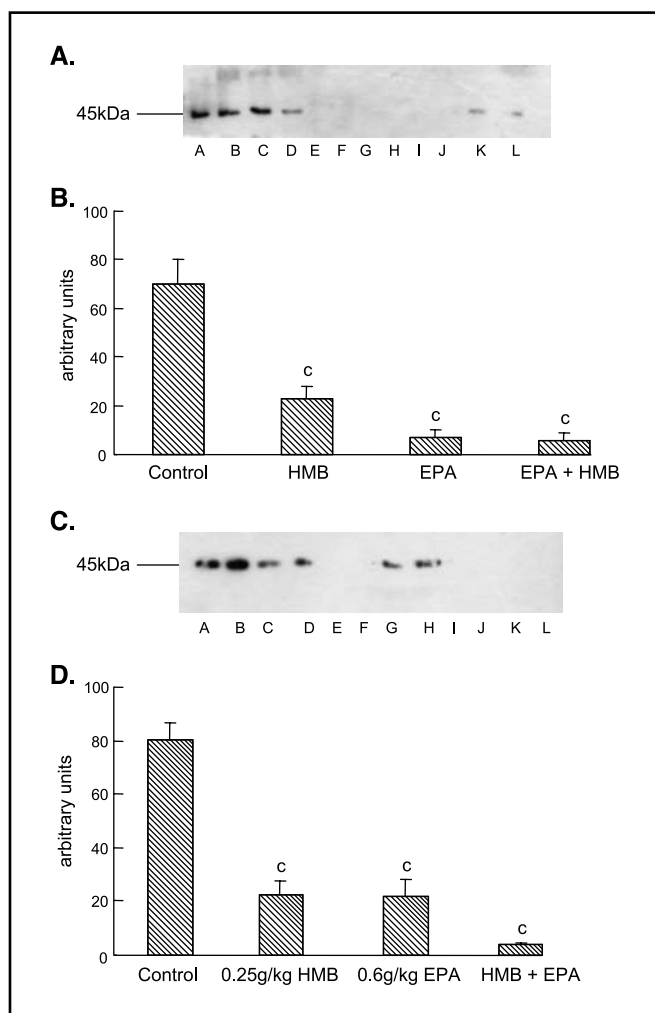 A.
45kDa
A B C D E F G H I J K L
B.
100
80
60
40
20
0
arbitrary units
c
c
c
Control HMB EPA EPA + HMB
C.
45kDa
A B C D E F G H I J K L
D.
100
80
60
40
20
0
arbitrary units
c
c
c
Control 0.25g/kg HMB 0.6g/kg EPA HMB + EPA